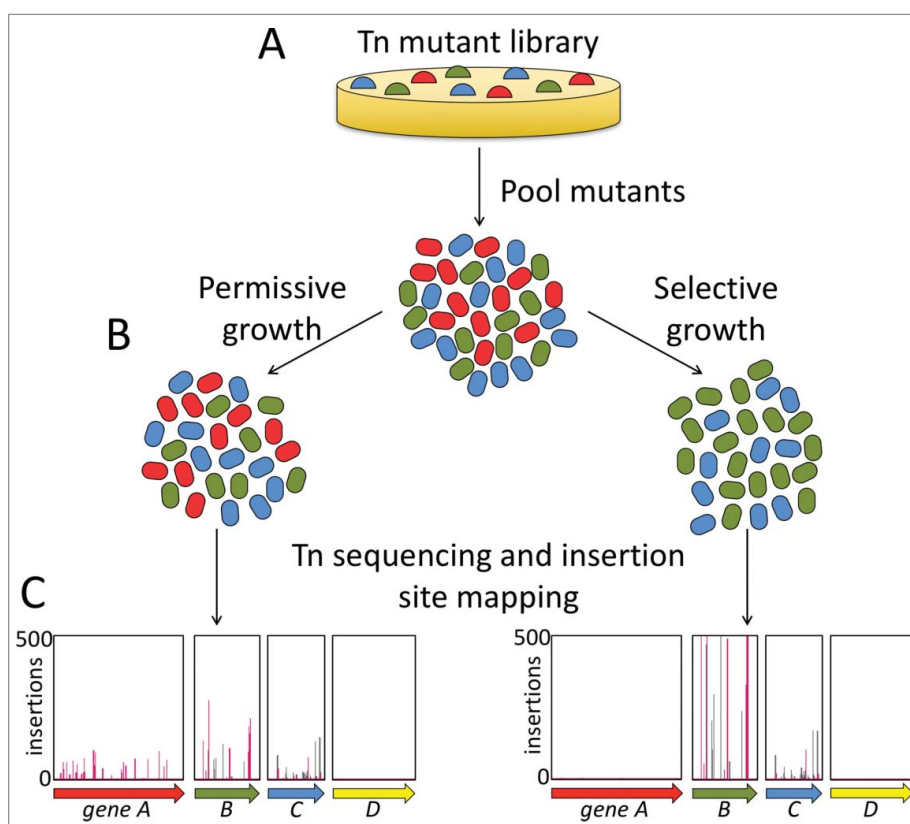 A
Tn mutant library
Pool mutants
Permissive
growth
Selective
growth
B
Tn sequencing and insertion
site mapping
C
500
insertions
0
gene A
B
C
D
500
insertions
0
gene A
B
C
D